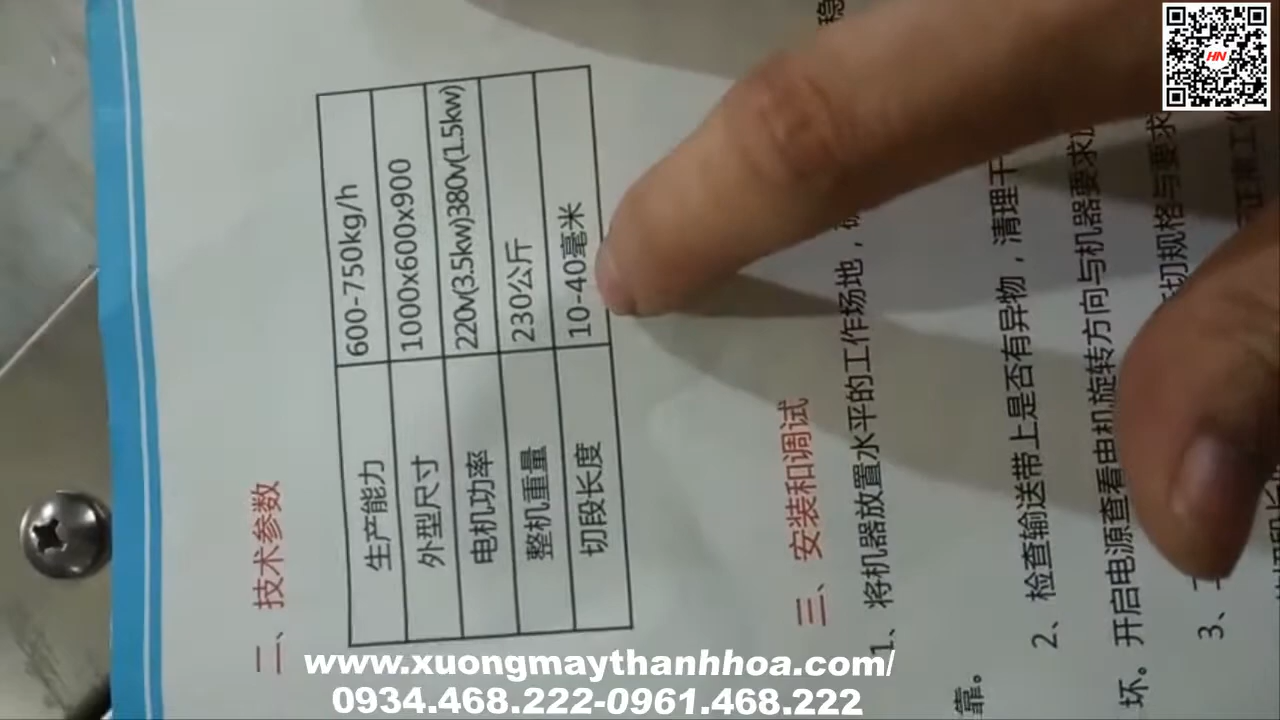 二、技术参数
生产能力 600-750kg/h
外型尺寸 1000x600x900
电机功率 220v(3.5kw)380v(1.5kw)
整机重量 230公斤
切段长度 10-40毫米
三、安装和调试
1、将机器放置水平的工作场地，
稳
靠。
2、检查输送带上是否有异物，清理干
坏。开启电源查看由机旋转方向与机器要求
3、
切规格与要求
HN
www.xuongmaythanhhoa.com/
0934.468.222-0961.468.222